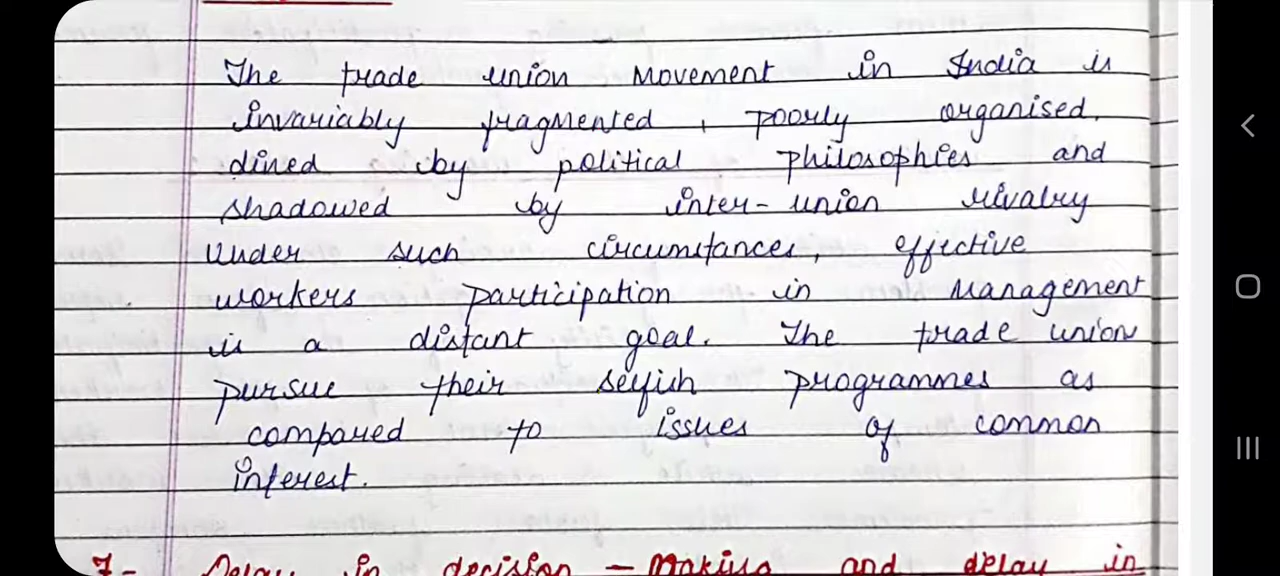 The trade union movement in India is
invariably fragmented, poorly organised,
dined by political philosophies and
shadowed by inter-union rivalry
Under such circumstances, effective
workers participation in management
is a distant goal. The trade union
pursue their selfish programmes as
compared to issues of common
interest.
7- Delay in decision - Making and delay in